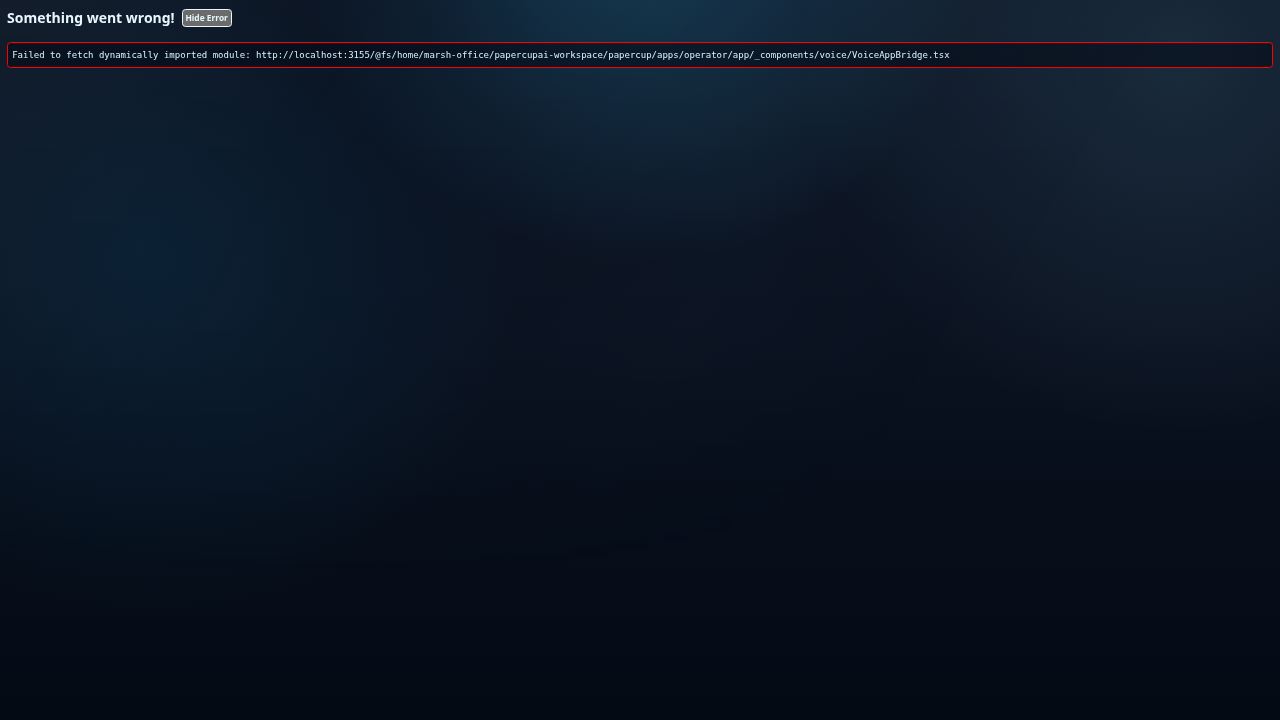 Something went wrong! Hide Error
Failed to fetch dynamically imported module: http://localhost:3155/@fs/home/marsh-office/papercupai-workspace/papercup/apps/operator/app/_components/voice/VoiceAppBridge.tsx